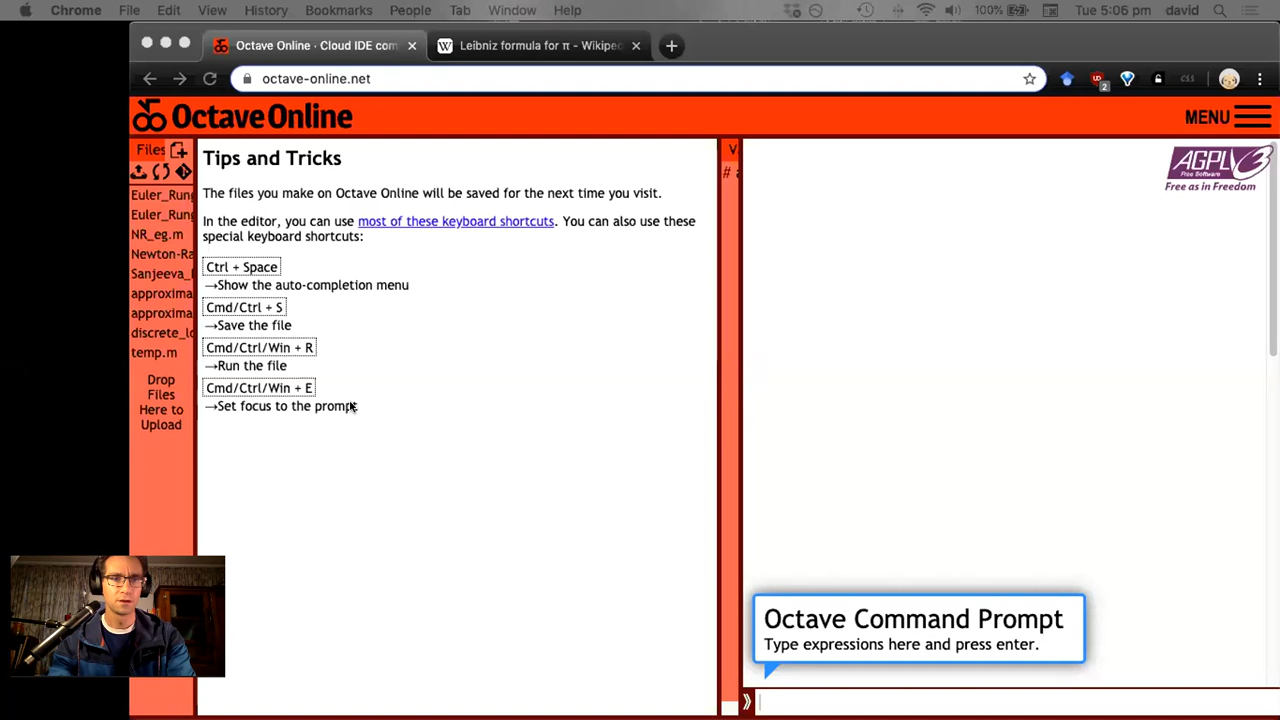 Chrome File Edit View History Bookmarks People Tab Window Help 100% Tue 5:06 pm david
Octave Online · Cloud IDE com
Leibniz formula for π - Wikiped
octave-online.net
2
Octave Online
MENU
Files
Tips and Tricks
The files you make on Octave Online will be saved for the next time you visit.
In the editor, you can use most of these keyboard shortcuts. You can also use these
special keyboard shortcuts:
Ctrl + Space
→Show the auto-completion menu
Cmd/Ctrl + S
→Save the file
Cmd/Ctrl/Win + R
→Run the file
Cmd/Ctrl/Win + E
→Set focus to the prompt
Euler_Rung
Euler_Rung
NR_eg.m
Newton-Ra
Sanjeeva_
approxima
approxima
discrete_lo
temp.m
Drop
Files
Here to
Upload
V
# a
AGPL v3
Free Software
Free as in Freedom
Octave Command Prompt
Type expressions here and press enter.
»